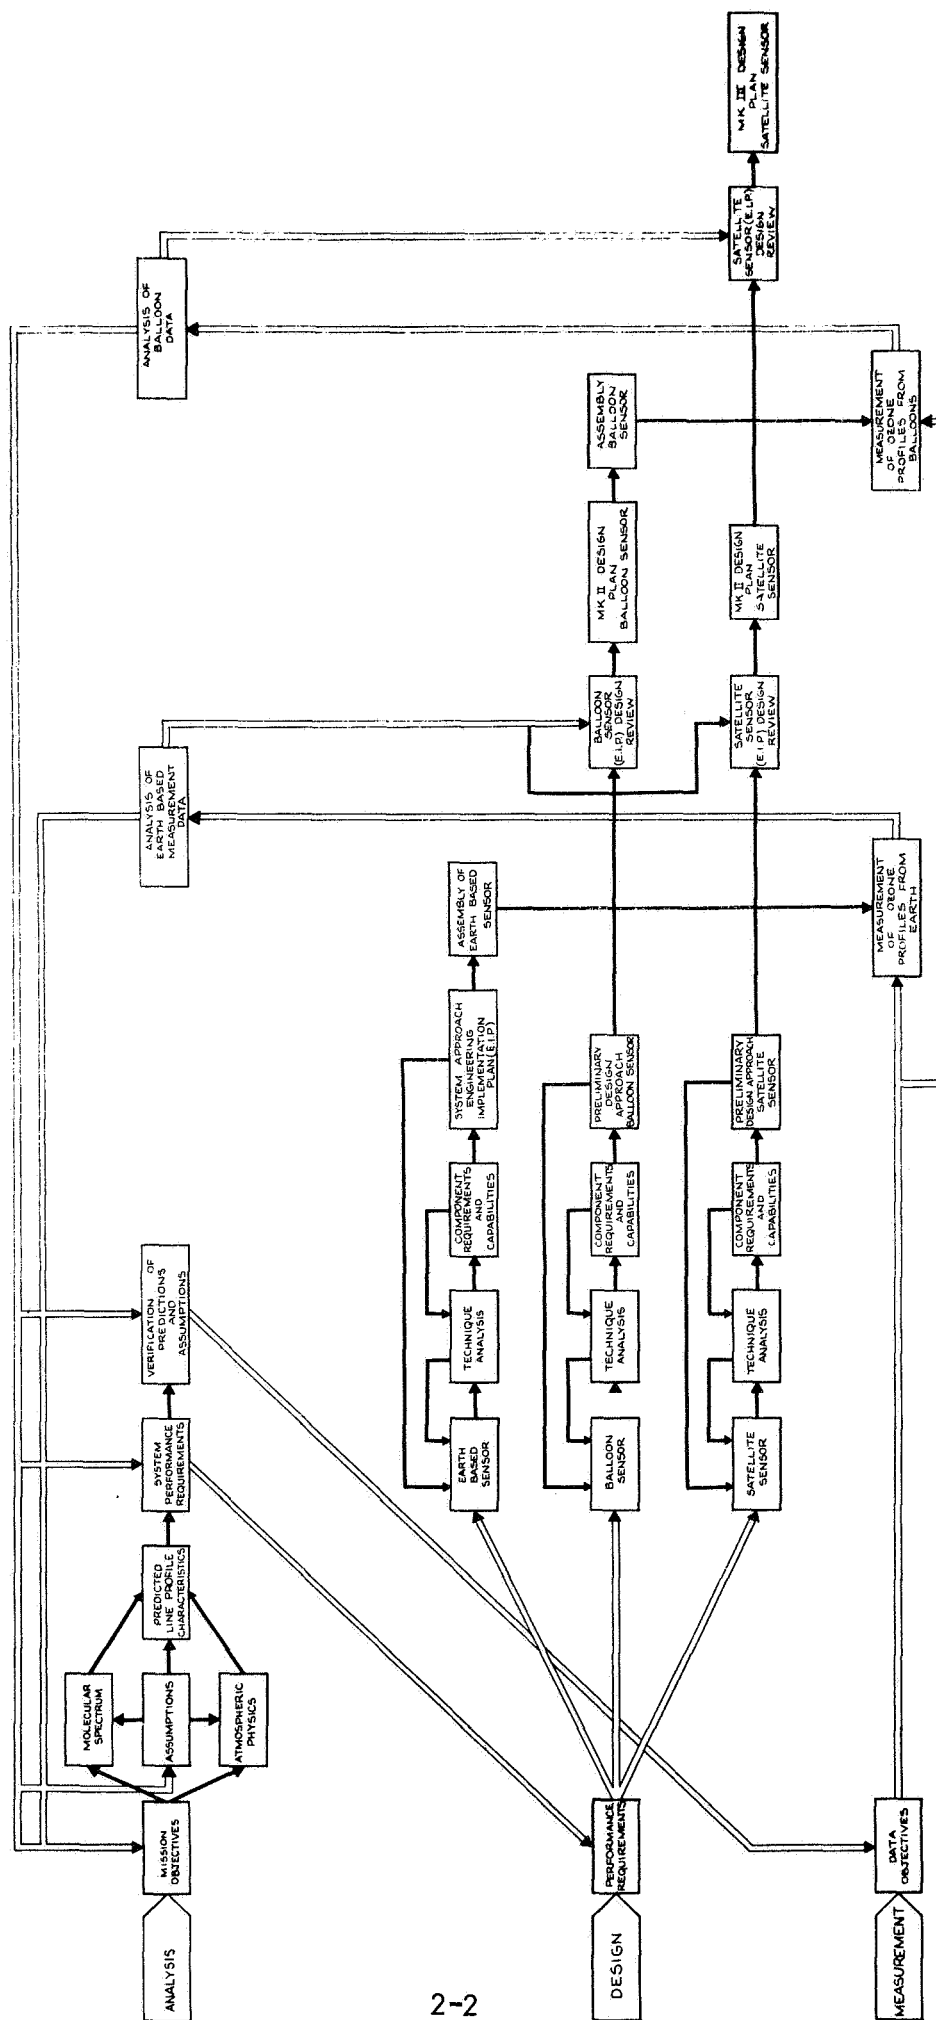 ANALYSIS
MISSION
OBJECTIVES
MOLECULAR
SPECTRUM
ASSUMPTIONS
ATMOSPHERIC
PHYSICS
PREDICTED
LINE PROFILE
CHARACTERISTICS
SYSTEM
PERFORMANCE
REQUIREMENTS
VERIFICATION OF
PREDICTIONS
AND
ASSUMPTIONS
ANALYSIS OF
EARTH BASED
MEASUREMENT
DATA
ANALYSIS OF
BALLOON
DATA
DESIGN
PERFORMANCE
REQUIREMENTS
EARTH
BASED
SENSOR
TECHNIQUE
ANALYSIS
COMPONENT
REQUIREMENTS
AND
CAPABILITIES
SYSTEM APPROACH
ENGINEERING
IMPLEMENTATION
PLAN (E.I.P)
ASSEMBLY OF
EARTH BASED
SENSOR
BALLOON
SENSOR
TECHNIQUE
ANALYSIS
COMPONENT
REQUIREMENTS
AND
CAPABILITIES
PRELIMINARY
DESIGN
APPROACH
BALLOON SENSOR
BALLOON
SENSOR
(E.I.P.) DESIGN
REVIEW
MK II DESIGN
PLAN
BALLOON SENSOR
ASSEMBLY
BALLOON
SENSOR
SATELLITE
SENSOR
TECHNIQUE
ANALYSIS
COMPONENT
REQUIREMENTS
AND
CAPABILITIES
PRELIMINARY
DESIGN APPROACH
SATELLITE
SENSOR
SATELLITE
SENSOR
(E.I.P) DESIGN
REVIEW
MK II DESIGN
PLAN
SATELLITE
SENSOR
SATELLITE
SENSOR (E.I.P)
DESIGN
REVIEW
MK III DESIGN
PLAN
SATELLITE SENSOR
MEASUREMENT
DATA
OBJECTIVES
MEASUREMENT
OF OZONE
PROFILES FROM
EARTH
MEASUREMENT
OF OZONE
PROFILES FROM
BALLOONS
2-2